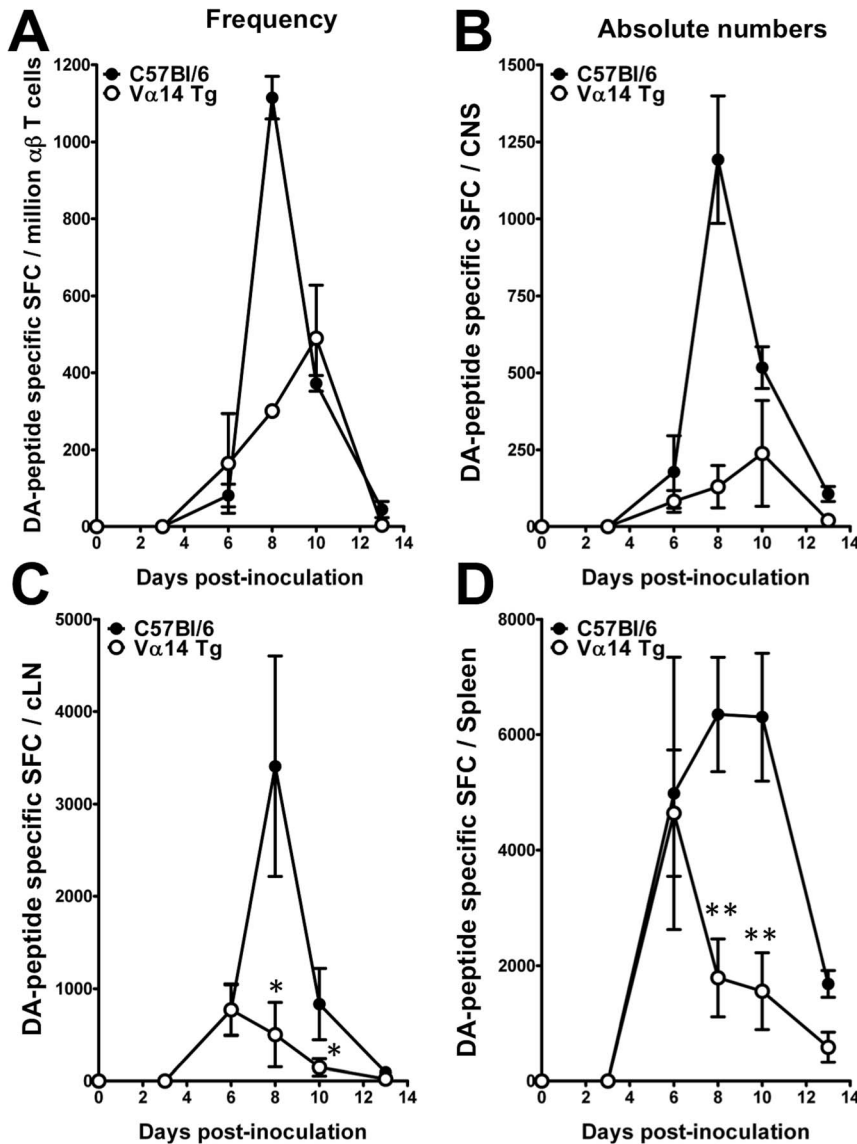 A
Frequency
DA-peptide specific SFC / million αβ T cells
1200
1000
800
600
400
200
0
C57Bl/6
Vα14 Tg
0 2 4 6 8 10 12 14
Days post-inoculation
B
Absolute numbers
DA-peptide specific SFC / CNS
1500
1250
1000
750
500
250
0
C57Bl/6
Vα14 Tg
0 2 4 6 8 10 12 14
Days post-inoculation
C
DA-peptide specific SFC / cLN
5000
4000
3000
2000
1000
0
C57Bl/6
Vα14 Tg
*
*
0 2 4 6 8 10 12 14
Days post-inoculation
D
DA-peptide specific SFC / Spleen
8000
6000
4000
2000
0
C57Bl/6
Vα14 Tg
**
**
0 2 4 6 8 10 12 14
Days post-inoculation